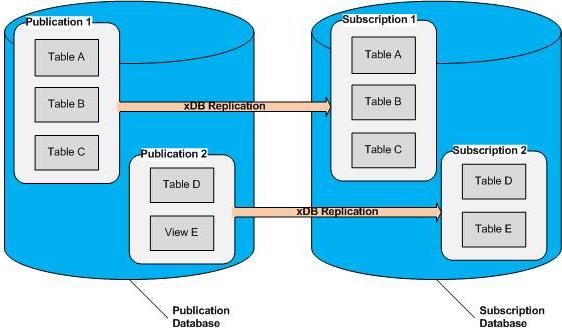 Publication 1
Table A
Table B
Table C
Publication 2
Table D
View E
xDB Replication
xDB Replication
Subscription 1
Table A
Table B
Table C
Subscription 2
Table D
Table E
Publication
Database
Subscription
Database